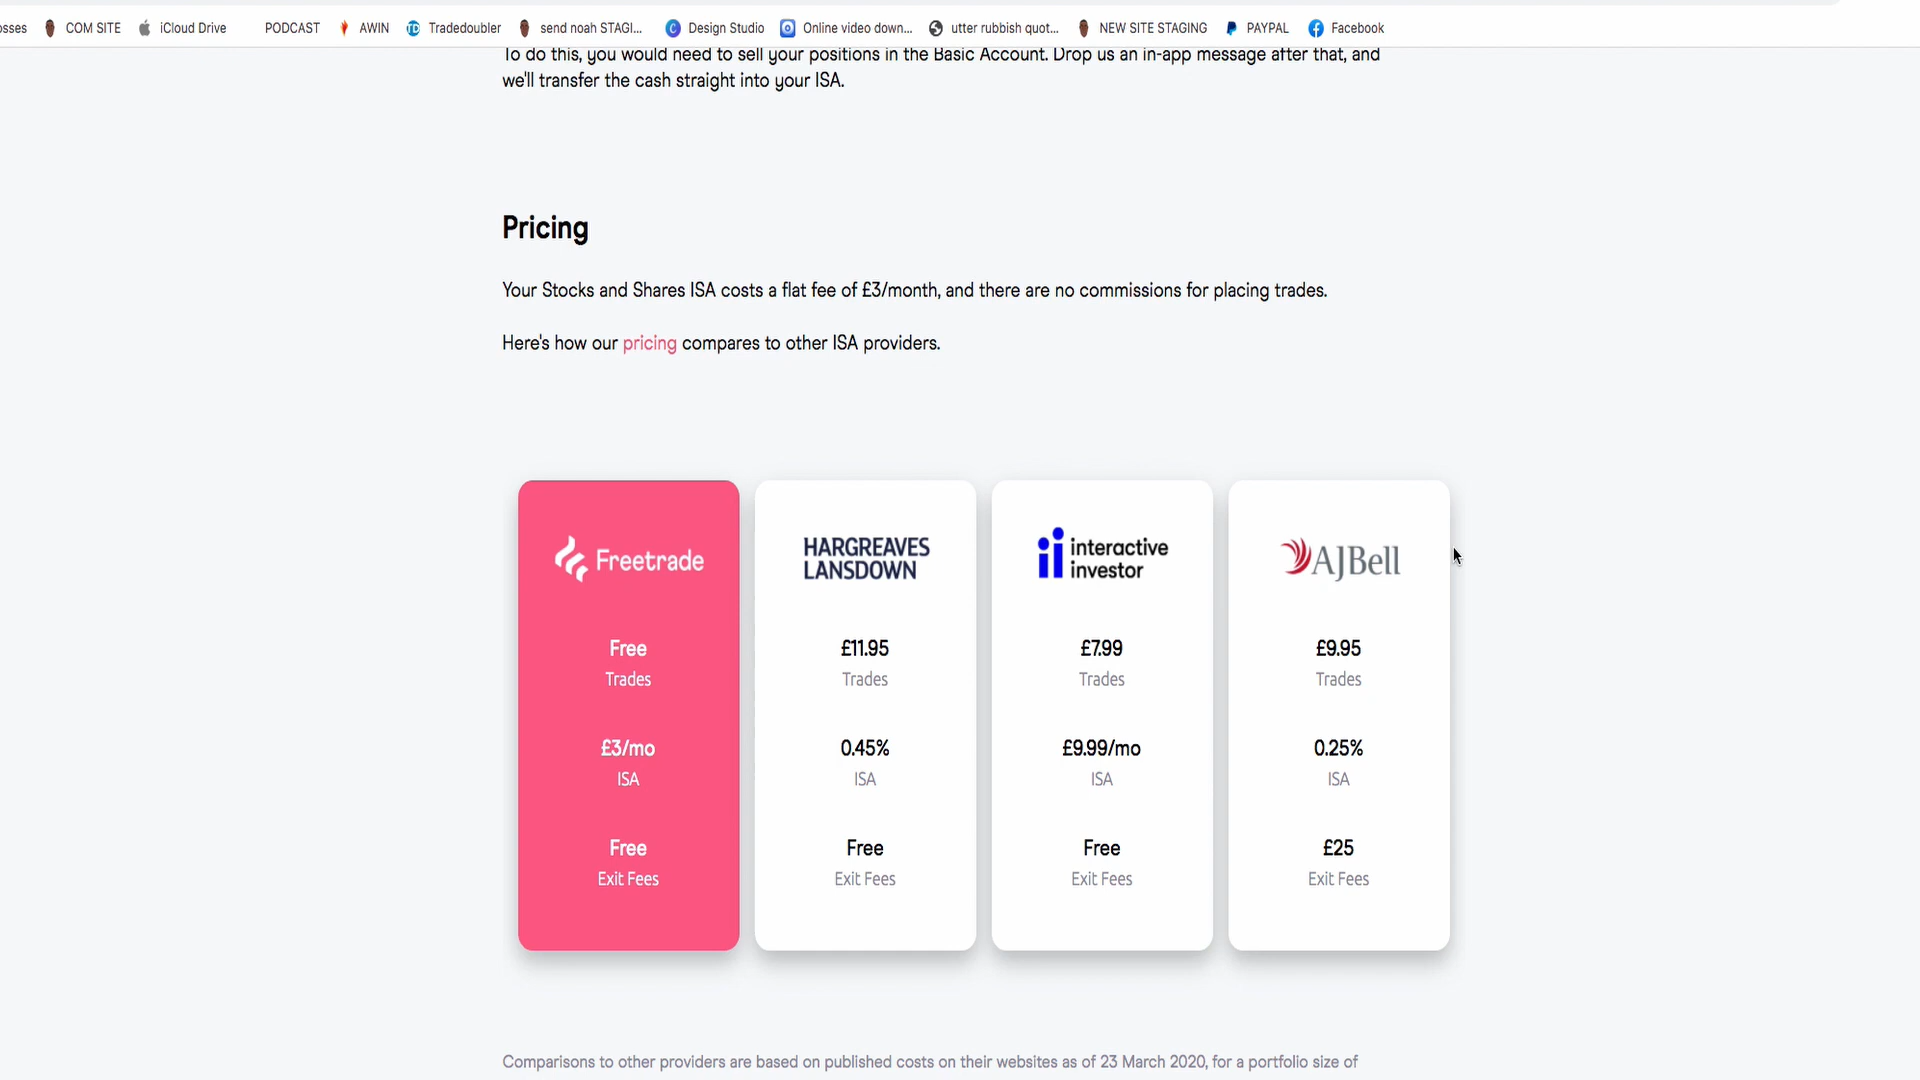 osses COM SITE iCloud Drive PODCAST AWIN Tradedoubler send noah STAGI... Design Studio Online video down... utter rubbish quot... NEW SITE STAGING PAYPAL Facebook
To do this, you would need to sell your positions in the Basic Account. Drop us an in-app message after that, and
we'll transfer the cash straight into your ISA.
Pricing
Your Stocks and Shares ISA costs a flat fee of £3/month, and there are no commissions for placing trades.
Here's how our pricing compares to other ISA providers.
Freetrade
Free
Trades
£3/mo
ISA
Free
Exit Fees
HARGREAVES
LANSDOWN
£11.95
Trades
0.45%
ISA
Free
Exit Fees
interactive
investor
£7.99
Trades
£9.99/mo
ISA
Free
Exit Fees
AJBell
£9.95
Trades
0.25%
ISA
£25
Exit Fees
Comparisons to other providers are based on published costs on their websites as of 23 March 2020, for a portfolio size of